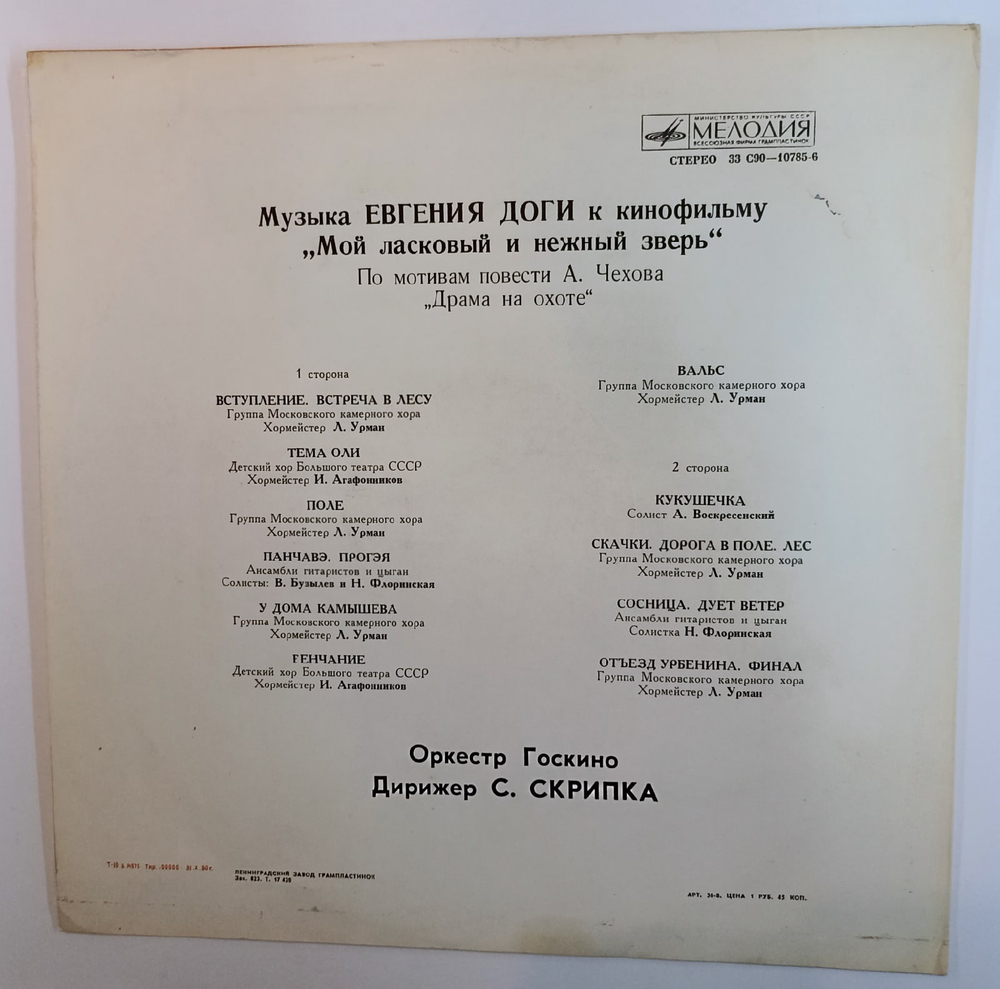 МИНИСТЕРСТВО КУЛЬТУРЫ СССР
МЕЛОДИЯ
ВСЕСОЮЗНАЯ ФИРМА ГРАМПЛАСТИНОК
СТЕРЕО 33 С90—10785-6
Музыка ЕВГЕНИЯ ДОГИ к кинофильму
„Мой ласковый и нежный зверь“
По мотивам повести А. Чехова
„Драма на охоте“
1 сторона
ВСТУПЛЕНИЕ. ВСТРЕЧА В ЛЕСУ
Группа Московского камерного хора
Хормейстер Л. Урман
ТЕМА ОЛИ
Детский хор Большого театра СССР
Хормейстер И. Агафонников
ПОЛЕ
Группа Московского камерного хора
Хормейстер Л. Урман
ПАНЧАВЭ. ПРОГЭЯ
Ансамбли гитаристов и цыган
Солисты: В. Бузылев и Н. Флоринская
У ДОМА КАМЫШЕВА
Группа Московского камерного хора
Хормейстер Л. Урман
ВЕНЧАНИЕ
Детский хор Большого театра СССР
Хормейстер И. Агафонников
ВАЛЬС
Группа Московского камерного хора
Хормейстер Л. Урман
2 сторона
КУКУШЕЧКА
Солист А. Воскресенский
СКАЧКИ. ДОРОГА В ПОЛЕ. ЛЕС
Группа Московского камерного хора
Хормейстер Л. Урман
СОСНИЦА. ДУЕТ ВЕТЕР
Ансамбли гитаристов и цыган
Солистка Н. Флоринская
ОТЪЕЗД УРБЕНИНА. ФИНАЛ
Группа Московского камерного хора
Хормейстер Л. Урман
Оркестр Госкино
Дирижер С. СКРИПКА
ЛЕНИНГРАДСКИЙ ЗАВОД ГРАМПЛАСТИНОК
Зак. 823. Т. 17 420
АРТ. 36-8. ЦЕНА 1 РУБ. 45 КОП.